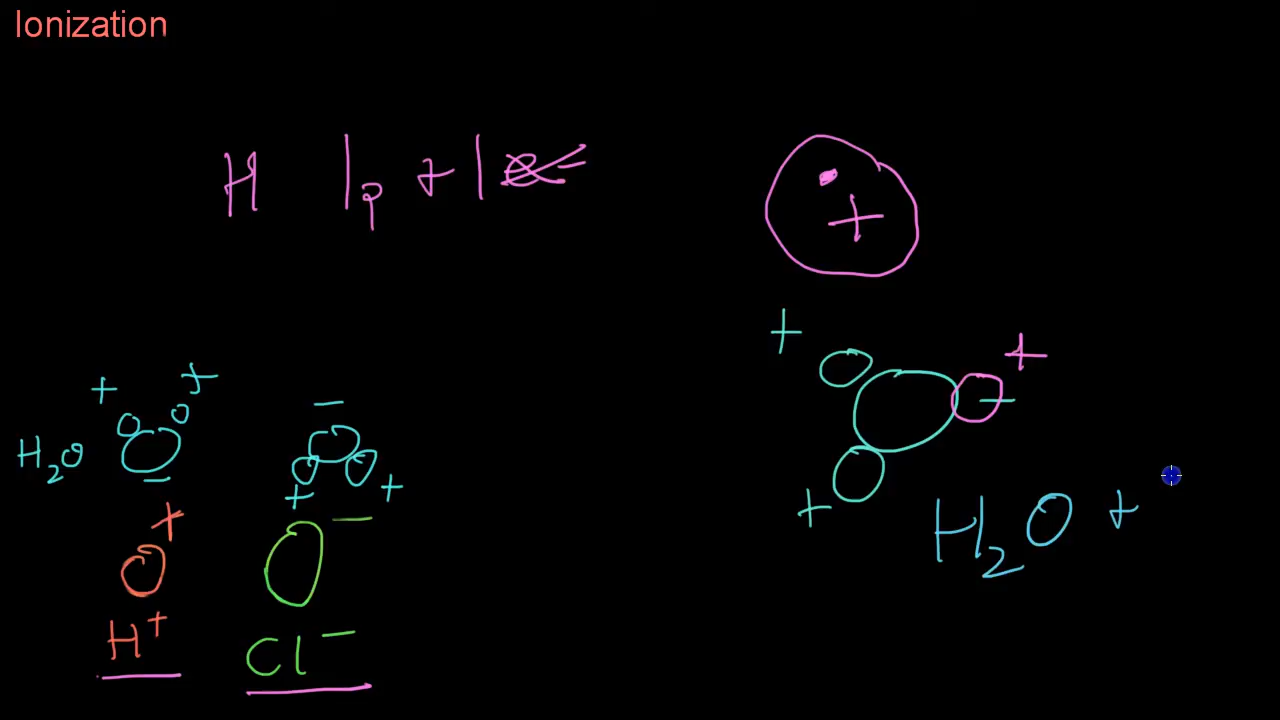 Ionization
H 1p + 1e-
+
+ +
-
+ +
H₂O
-
+ +
+ -
+
-
H₂O +
+ -
H⁺ Cl⁻